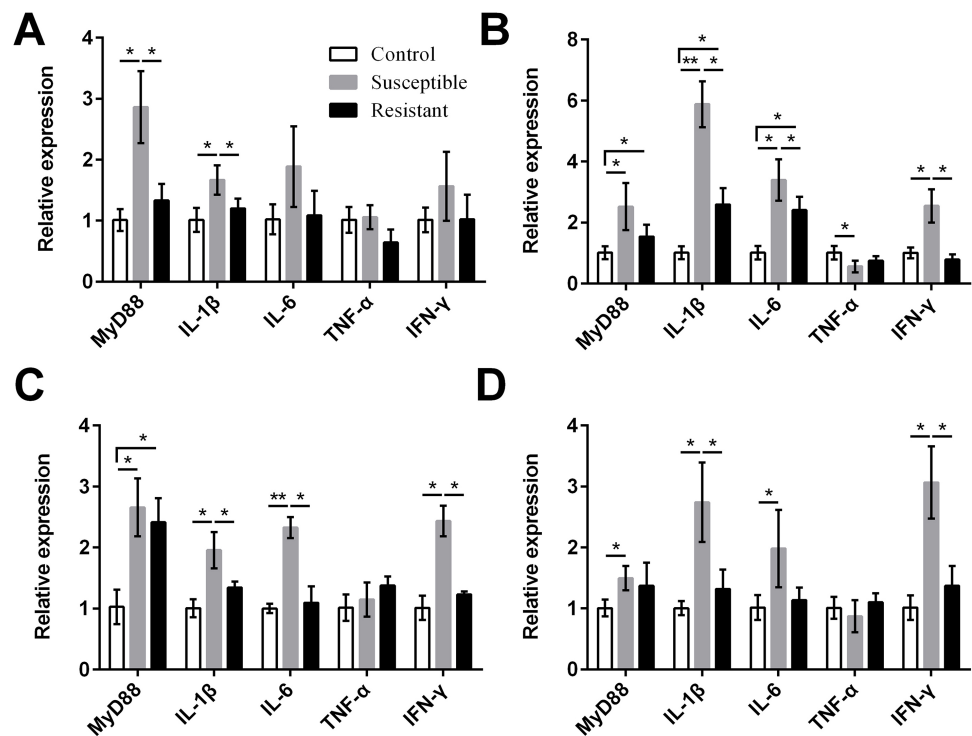 A
Relative expression
4
3
2
1
0
* *
* *
Control
Susceptible
Resistant
MyD88
IL-1β
IL-6
TNF-α
IFN-γ
B
Relative expression
8
6
4
2
0
*
*
*
** *
*
* *
*
* *
MyD88
IL-1β
IL-6
TNF-α
IFN-γ
C
Relative expression
4
3
2
1
0
*
*
* *
** *
* *
MyD88
IL-1β
IL-6
TNF-α
IFN-γ
D
Relative expression
4
3
2
1
0
*
* *
*
* *
MyD88
IL-1β
IL-6
TNF-α
IFN-γ